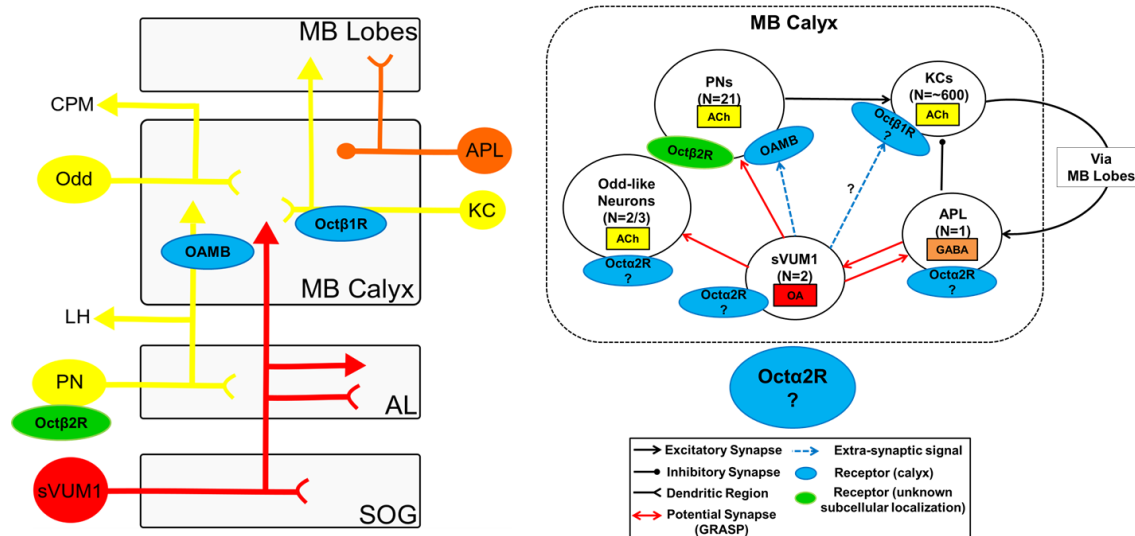 MB Lobes
CPM
APL
Odd
KC
Octβ1R
OAMB
MB Calyx
LH
PN
Octβ2R
AL
sVUM1
SOG
MB Calyx
PNs
(N=21)
ACh
KCs
(N=~600)
ACh
Octβ2R
OAMB
Octβ1R
?
Via
MB Lobes
?
Odd-like
Neurons
(N=2/3)
ACh
Octα2R
?
APL
(N=1)
GABA
Octα2R
?
sVUM1
(N=2)
OA
Octα2R
?
Octα2R
?
Excitatory Synapse
Inhibitory Synapse
Dendritic Region
Potential Synapse
(GRASP)
Extra-synaptic signal
Receptor (calyx)
Receptor (unknown
subcellular localization)